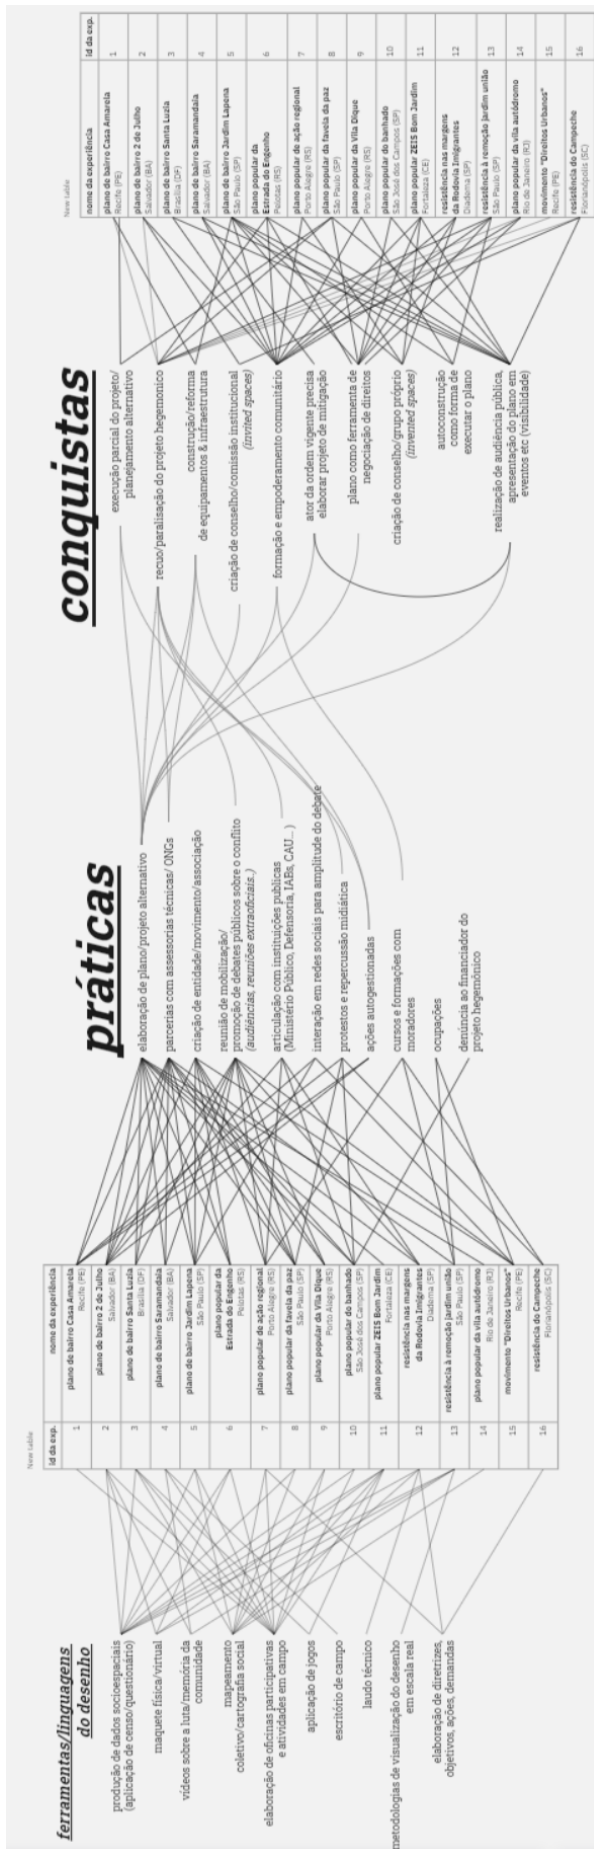 ferramentas/linguagens
do desenho
produção de dados socioespaciais
(aplicação de censo/questionário)
maquete física/virtual
vídeos sobre a luta/memória da
comunidade
mapeamento
coletivo/cartografia social
elaboração de oficinas participativas
e atividades em campo
aplicação de jogos
escritório de campo
laudo técnico
metodologias de visualização do desenho
em escala real
elaboração de diretrizes,
objetivos, ações, demandas
New table
id da exp.
nome da experiência
1
plano de bairro Casa Amarela
Recife (PE)
2
plano de bairro 2 de Julho
Salvador (BA)
3
plano de bairro Santa Luzia
Brasília (DF)
4
plano de bairro Saramandaia
Salvador (BA)
5
plano de bairro Jardim Lapena
São Paulo (SP)
6
plano popular da
Estrada do Engenho
Pelotas (RS)
7
plano popular de ação regional
Porto Alegre (RS)
8
plano popular da favela da paz
São Paulo (SP)
9
plano popular da Vila Dique
Porto Alegre (RS)
10
plano popular do banhado
São José dos Campos (SP)
11
plano popular ZEIS Bom Jardim
Fortaleza (CE)
12
resistência nas margens
da Rodovia Imigrantes
Diadema (SP)
13
resistência à remoção jardim união
São Paulo (SP)
14
plano popular da vila autódromo
Rio de Janeiro (RJ)
15
movimento "Direitos Urbanos"
Recife (PE)
16
resistência do Campeche
Florianópolis (SC)
práticas
elaboração de plano/projeto alternativo
parcerias com assessorias técnicas/ ONGs
criação de entidade/movimento/associação
reunião de mobilização/
promoção de debates públicos sobre o conflito
(audiências, reuniões extraoficiais..)
articulação com instituições públicas
(Ministério Público, Defensoria, IABs, CAU... )
interação em redes sociais para amplitude do debate
protestos e repercussão midiática
ações autogestionadas
cursos e formações com
moradores
ocupações
denúncia ao financiador do
projeto hegemônico
conquistas
execução parcial do projeto/
planejamento alternativo
recuo/paralisação do projeto hegemonico
construção/reforma
de equipamentos & infraestrutura
criação de conselho/comissão institucional
(invited spaces)
formação e empoderamento comunitário
ator da ordem vigente precisa
elaborar projeto de mitigação
plano como ferramenta de
negociação de direitos
criação de conselho/grupo próprio
(invented spaces)
autoconstrução
como forma de
executar o plano
realização de audiência pública,
apresentação do plano em
eventos etc (visibilidade)
New table
nome da experiência
id da exp.
plano de bairro Casa Amarela
Recife (PE)
1
plano de bairro 2 de Julho
Salvador (BA)
2
plano de bairro Santa Luzia
Brasília (DF)
3
plano de bairro Saramandaia
Salvador (BA)
4
plano de bairro Jardim Lapena
São Paulo (SP)
5
plano popular da
Estrada do Engenho
Pelotas (RS)
6
plano popular de ação regional
Porto Alegre (RS)
7
plano popular da favela da paz
São Paulo (SP)
8
plano popular da Vila Dique
Porto Alegre (RS)
9
plano popular do banhado
São José dos Campos (SP)
10
plano popular ZEIS Bom Jardim
Fortaleza (CE)
11
resistência nas margens
da Rodovia Imigrantes
Diadema (SP)
12
resistência à remoção jardim união
São Paulo (SP)
13
plano popular da vila autódromo
Rio de Janeiro (RJ)
14
movimento "Direitos Urbanos"
Recife (PE)
15
resistência do Campeche
Florianópolis (SC)
16